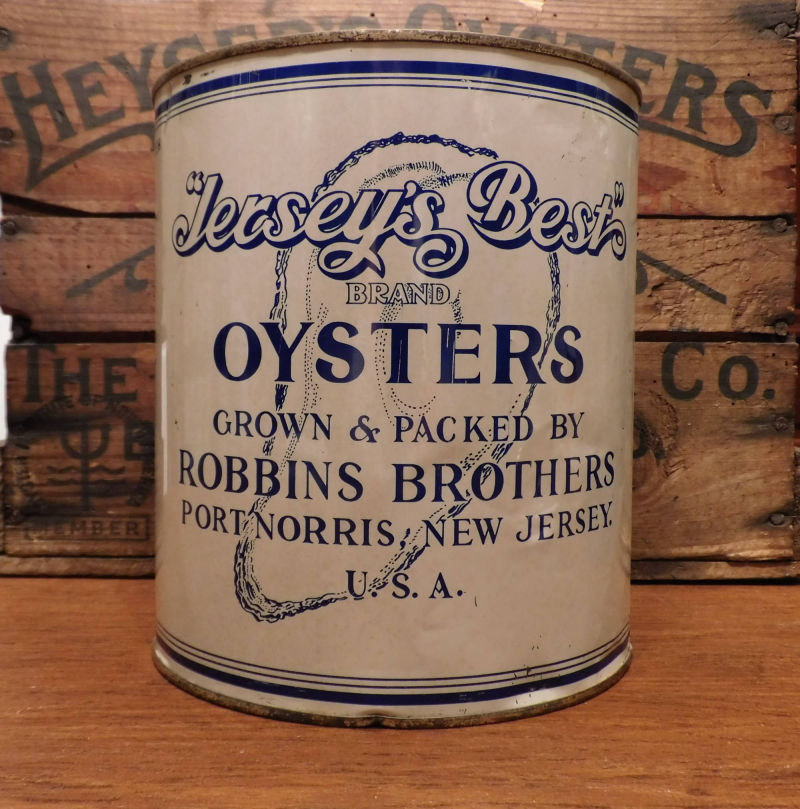 HEYSER'S OYSTERS
"Jersey's Best"
BRAND
OYSTERS
GROWN & PACKED BY
ROBBINS BROTHERS
PORT NORRIS, NEW JERSEY.
U.S.A.
THE
Co.
MEMBER